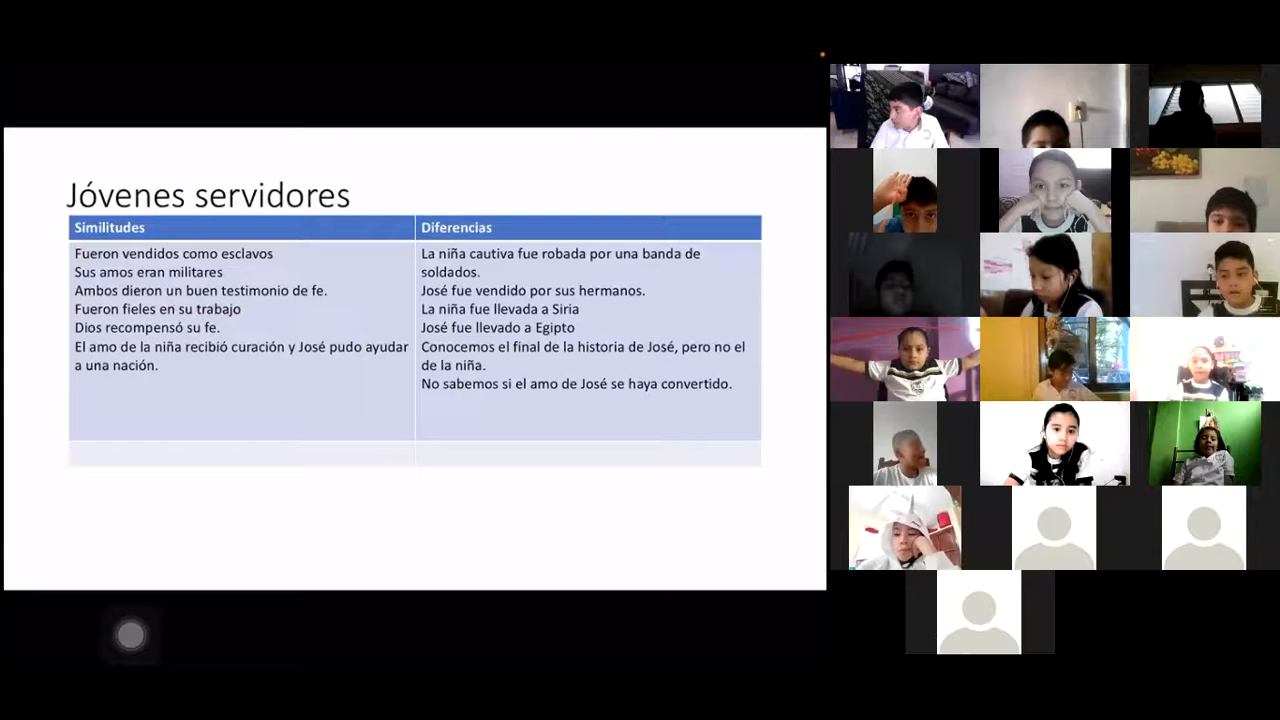 Jóvenes servidores
Similitudes
Fueron vendidos como esclavos
Sus amos eran militares
Ambos dieron un buen testimonio de fe.
Fueron fieles en su trabajo
Dios recompensó su fe.
El amo de la niña recibió curación y José pudo ayudar
a una nación.
Diferencias
La niña cautiva fue robada por una banda de
soldados.
José fue vendido por sus hermanos.
La niña fue llevada a Siria
José fue llevado a Egipto
Conocemos el final de la historia de José, pero no el
de la niña.
No sabemos si el amo de José se haya convertido.